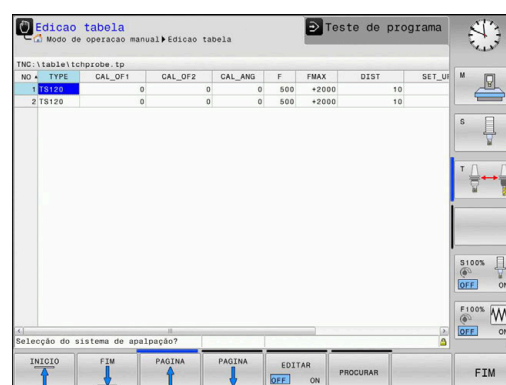 Edicao tabela
Modo de operacao manual Edicao tabela
Teste de programa
TNC:\table\tchprobe.tp
NO TYPE CAL_OF1 CAL_OF2 CAL_ANG F FMAX DIST SET_UP
1 TS120 0 0 0 500 +2000 10
2 TS120 0 0 0 500 +2000 10
M
S
T
S100%
OFF ON
F100%
OFF ON
Selecção do sistema de apalpação?
INICIO FIM PAGINA PAGINA EDITAR PROCURAR FIM
OFF ON